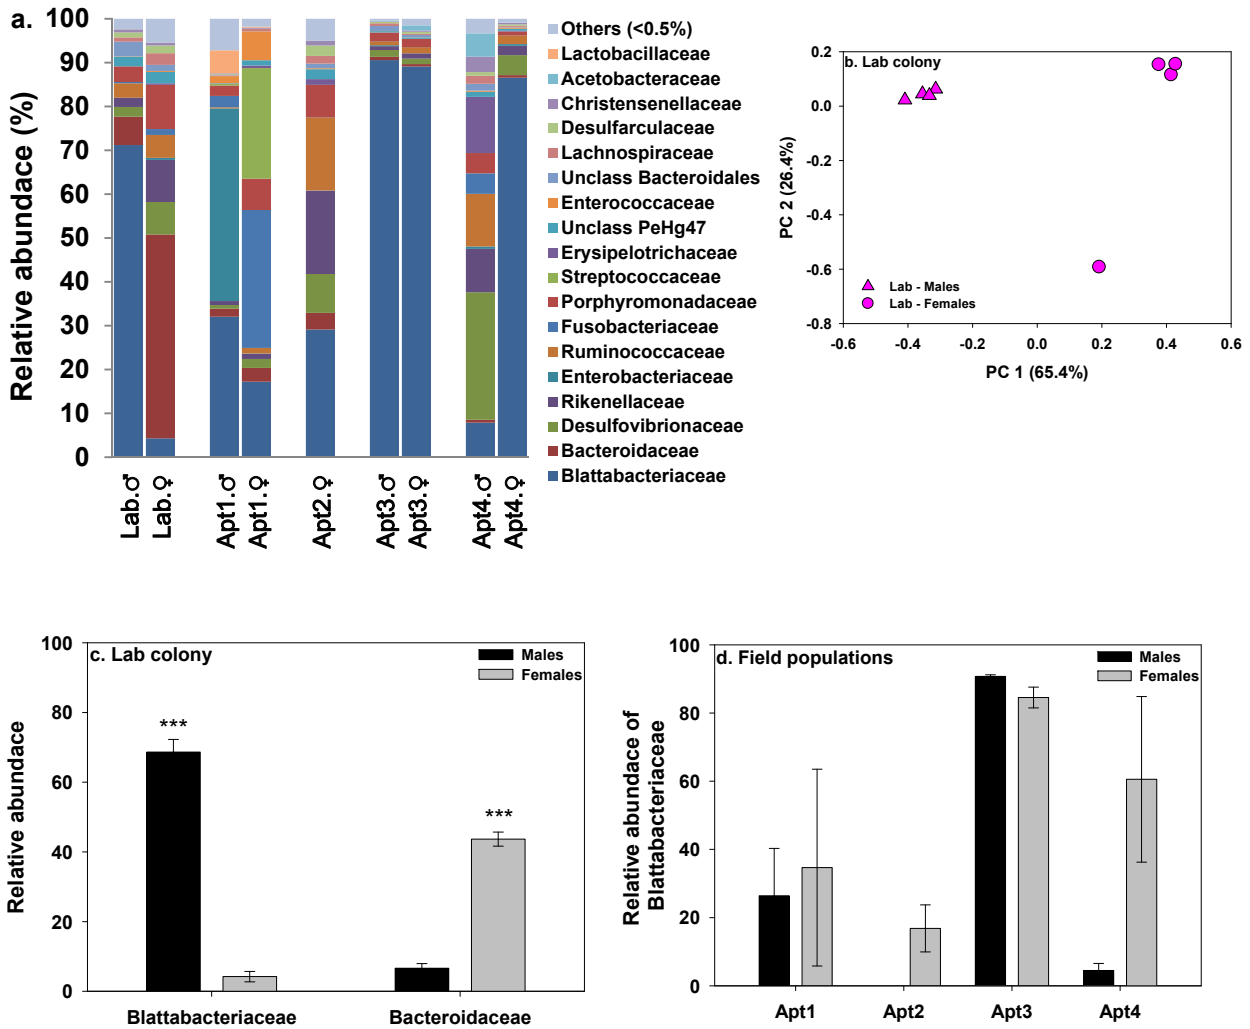 a.
Relative abundace (%)
100
90
80
70
60
50
40
30
20
10
0
Lab.♂
Lab.♀
Apt1.♂
Apt1.♀
Apt2.♀
Apt3.♂
Apt3.♀
Apt4.♂
Apt4.♀
Others (<0.5%)
Lactobacillaceae
Acetobacteraceae
Christensenellaceae
Desulfarculaceae
Lachnospiraceae
Unclass Bacteroidales
Enterococcaceae
Unclass PeHg47
Erysipelotrichaceae
Streptococcaceae
Porphyromonadaceae
Fusobacteriaceae
Ruminococcaceae
Enterobacteriaceae
Rikenellaceae
Desulfovibrionaceae
Bacteroidaceae
Blattabacteriaceae
b. Lab colony
PC 2 (26.4%)
0.2
0.0
-0.2
-0.4
-0.6
-0.8
Lab - Males
Lab - Females
-0.6
-0.4
-0.2
0.0
0.2
0.4
0.6
PC 1 (65.4%)
c. Lab colony
Males
Females
Relative abundace
100
80
60
40
20
0
***
***
Blattabacteriaceae
Bacteroidaceae
d. Field populations
Males
Females
Relative abundace of
Blattabacteriaceae
100
80
60
40
20
0
Apt1
Apt2
Apt3
Apt4